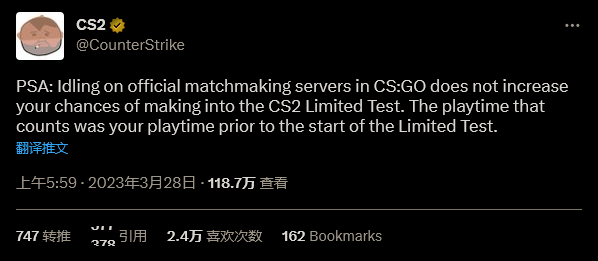 CS2
@CounterStrike
PSA: Idling on official matchmaking servers in CS:GO does not increase
your chances of making into the CS2 Limited Test. The playtime that
counts was your playtime prior to the start of the Limited Test.
翻译推文
上午5:59 · 2023年3月28日 · 118.7万 查看
747 转推 378 引用 2.4万 喜欢次数 162 Bookmarks